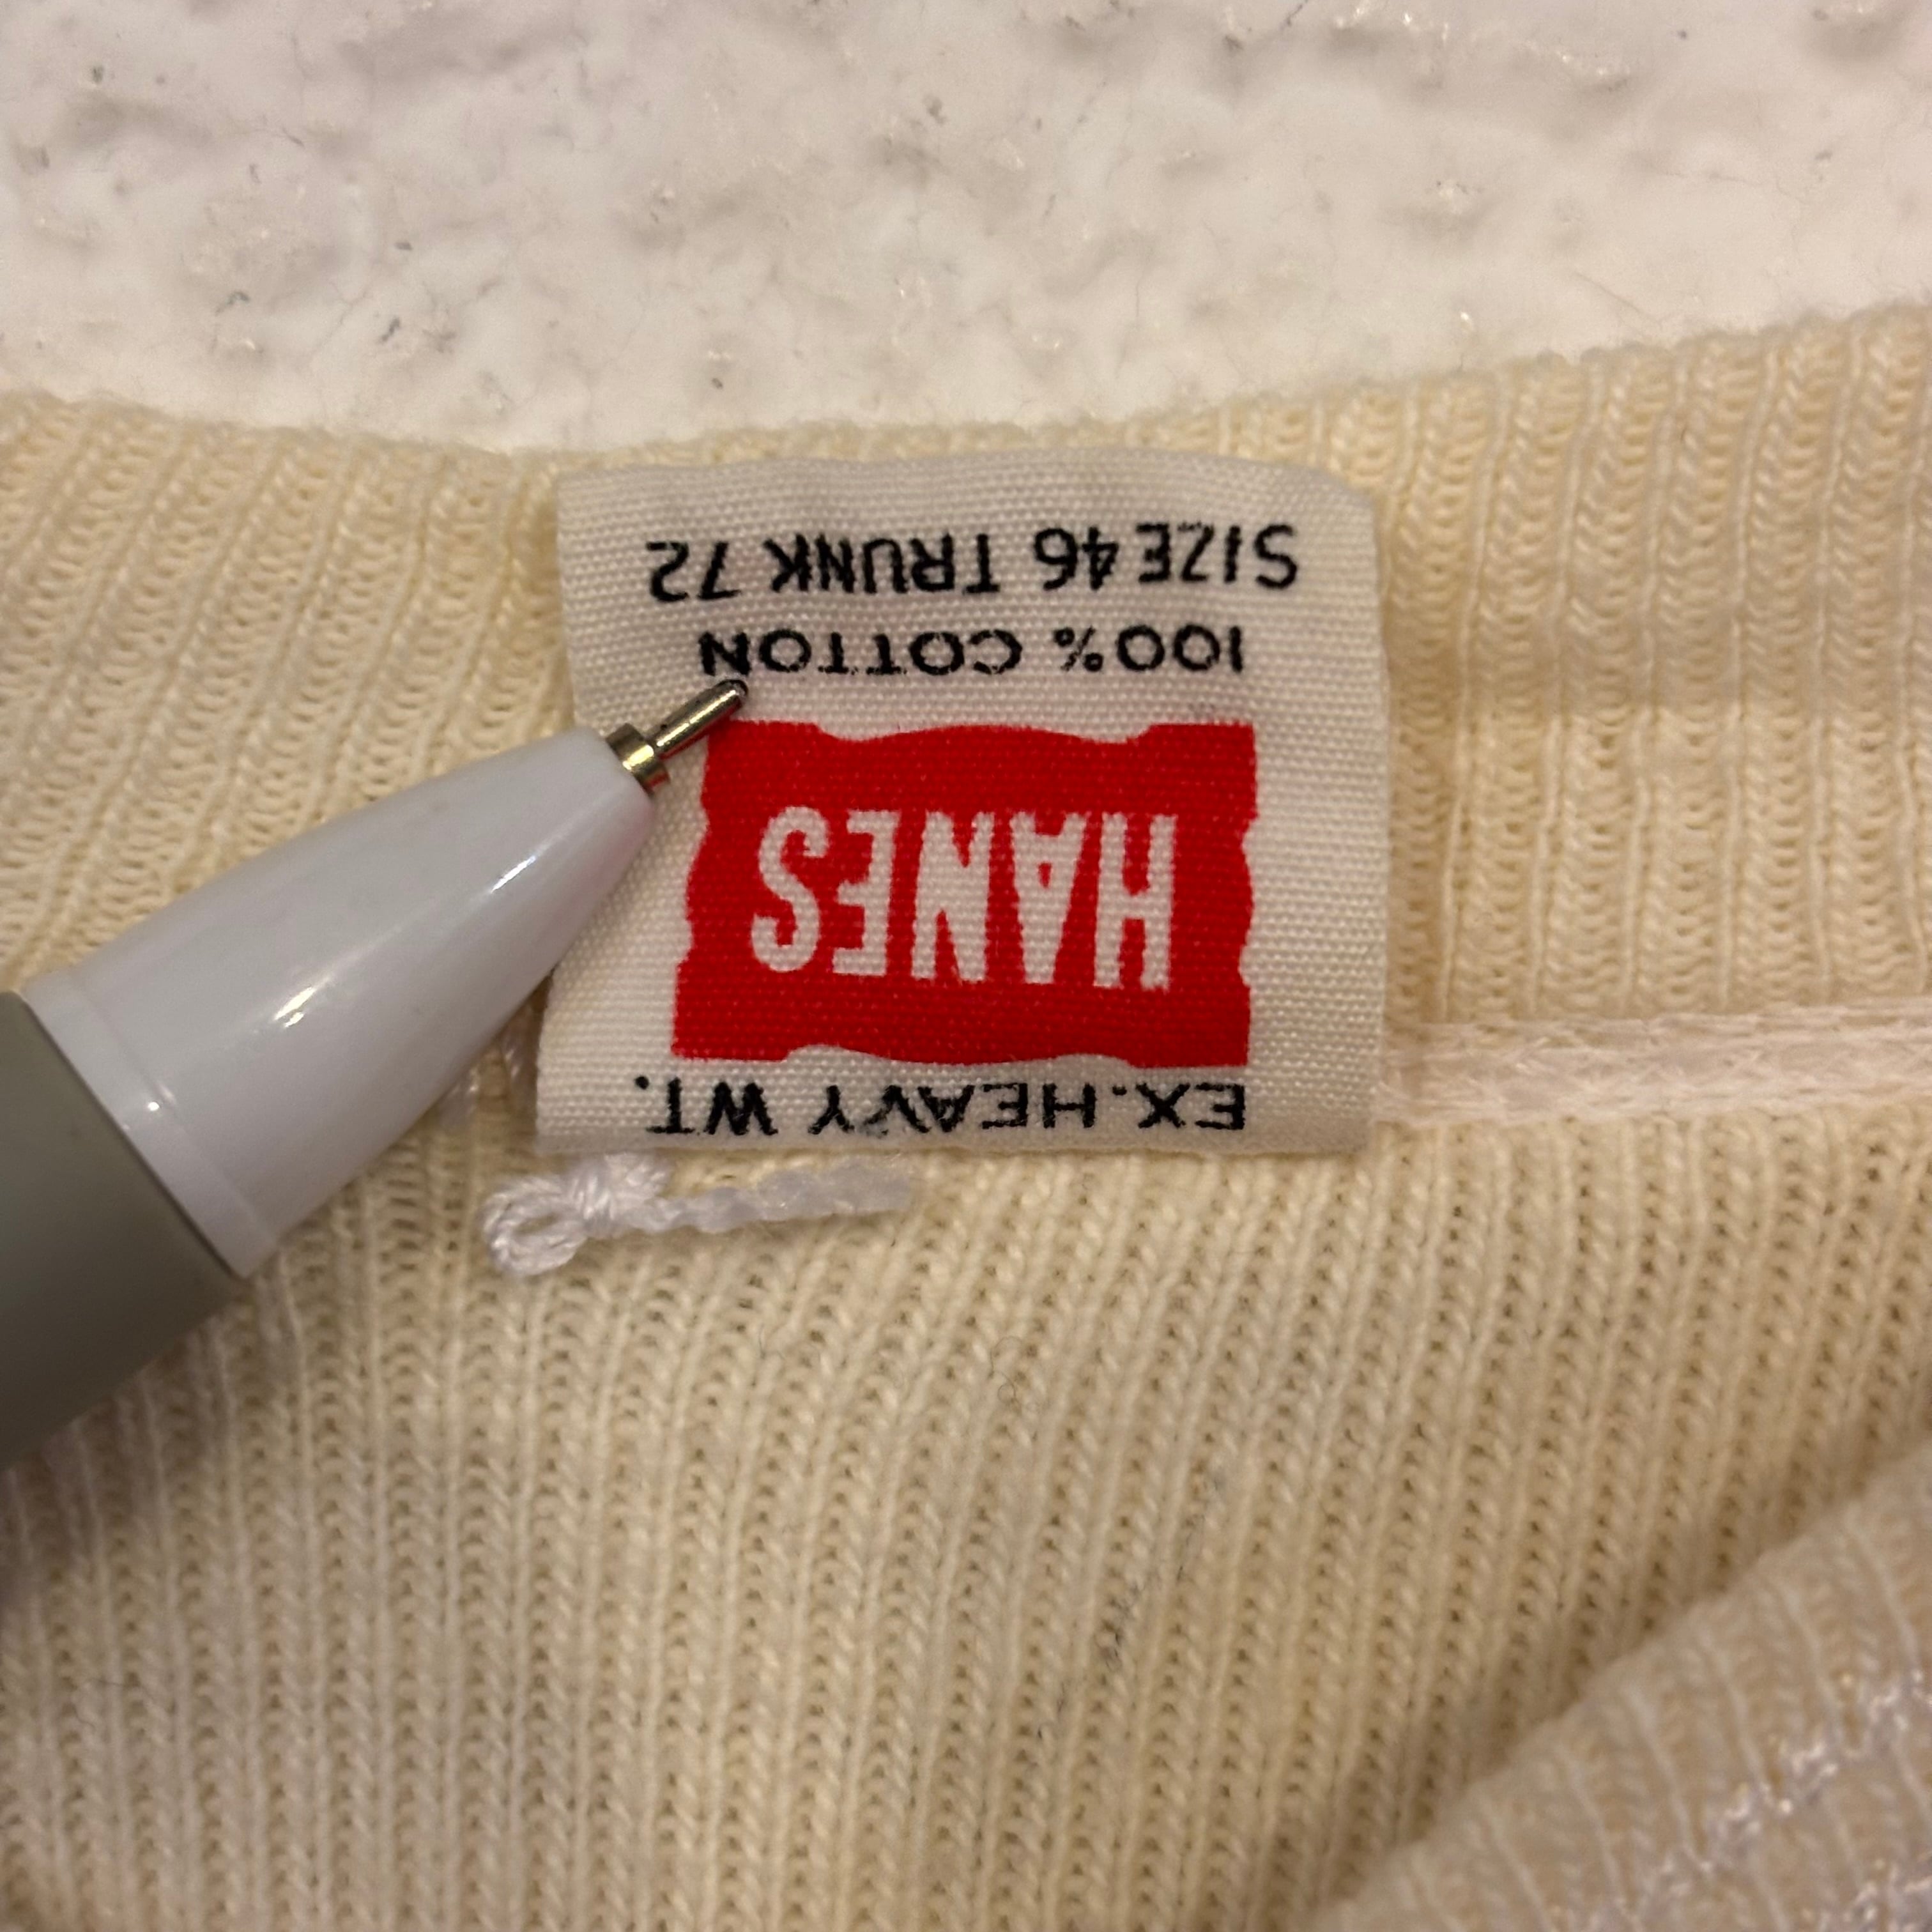 EX. HEAVY WT.
HANES
100% COTTON
SIZE 46 TRUNK 72